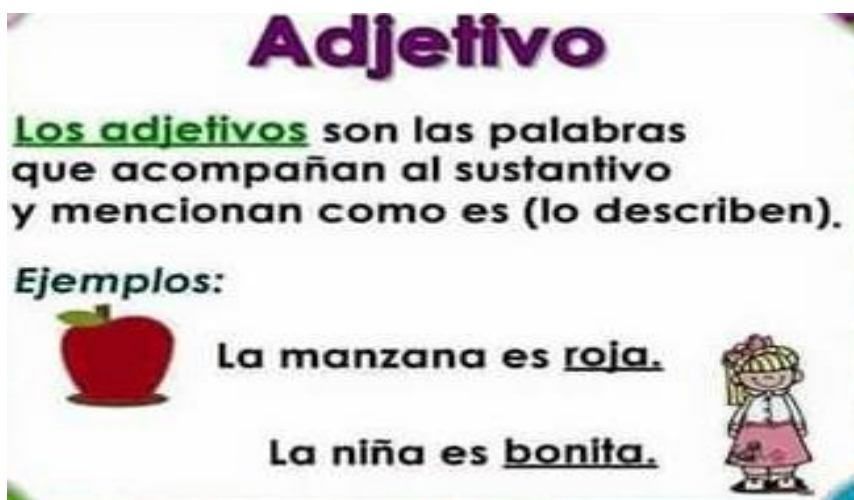 Adjetivo
Los adjetivos son las palabras
que acompañan al sustantivo
y mencionan como es (lo describen).
Ejemplos:
La manzana es roja.
La niña es bonita.